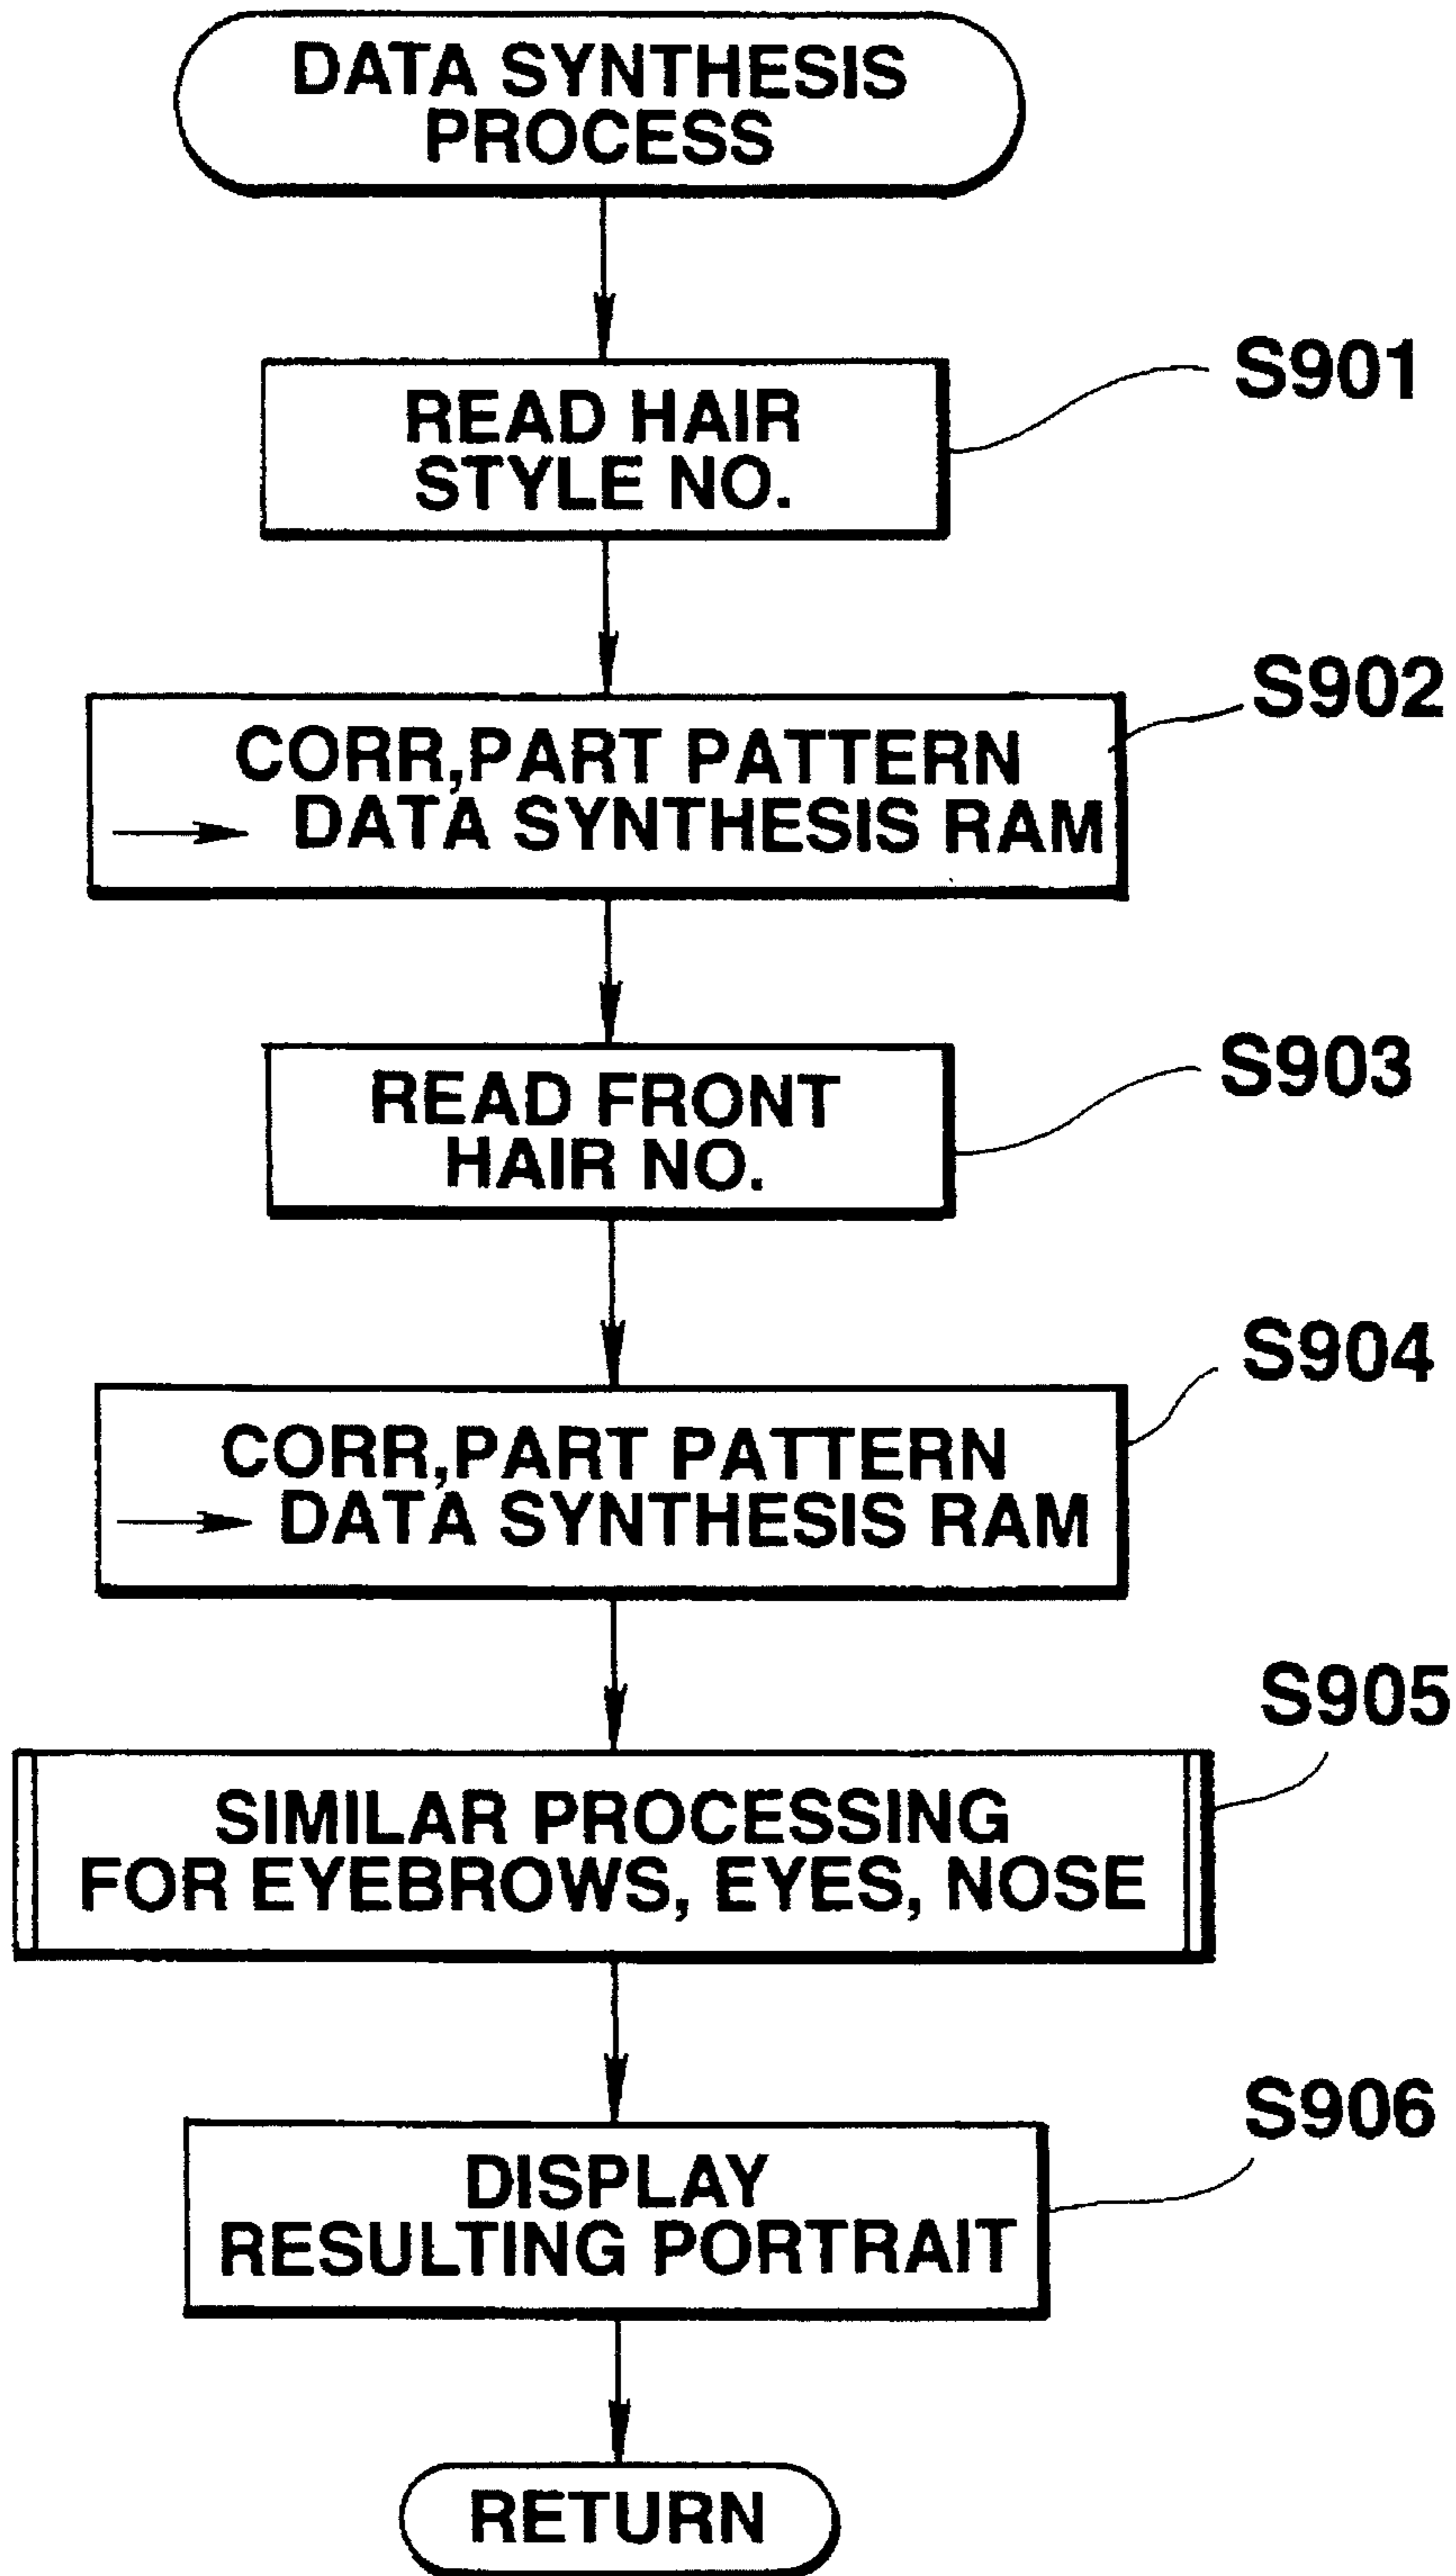 DATA SYNTHESIS
PROCESS
S901
READ HAIR
STYLE NO.
S902
CORR,PART PATTERN
→ DATA SYNTHESIS RAM
S903
READ FRONT
HAIR NO.
S904
CORR,PART PATTERN
→ DATA SYNTHESIS RAM
S905
SIMILAR PROCESSING
FOR EYEBROWS, EYES, NOSE
S906
DISPLAY
RESULTING PORTRAIT
RETURN